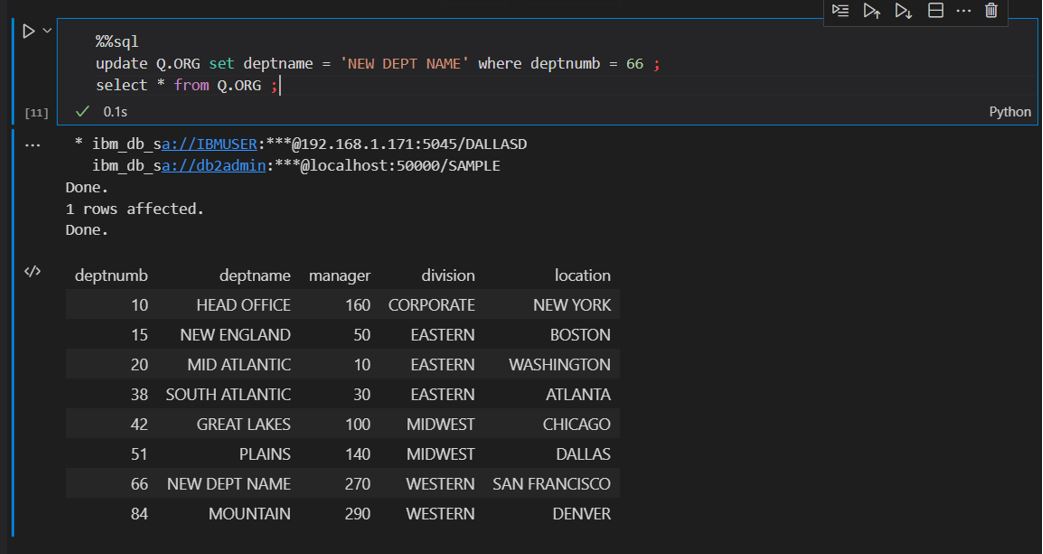 %%sql
update Q.ORG set deptname = 'NEW DEPT NAME' where deptnumb = 66 ;
select * from Q.ORG ;
[11] 0.1s Python
* ibm_db_sa://IBMUSER:***@192.168.1.171:5045/DALLASD
ibm_db_sa://db2admin:***@localhost:50000/SAMPLE
Done.
1 rows affected.
Done.
deptnumb deptname manager division location
10 HEAD OFFICE 160 CORPORATE NEW YORK
15 NEW ENGLAND 50 EASTERN BOSTON
20 MID ATLANTIC 10 EASTERN WASHINGTON
38 SOUTH ATLANTIC 30 EASTERN ATLANTA
42 GREAT LAKES 100 MIDWEST CHICAGO
51 PLAINS 140 MIDWEST DALLAS
66 NEW DEPT NAME 270 WESTERN SAN FRANCISCO
84 MOUNTAIN 290 WESTERN DENVER